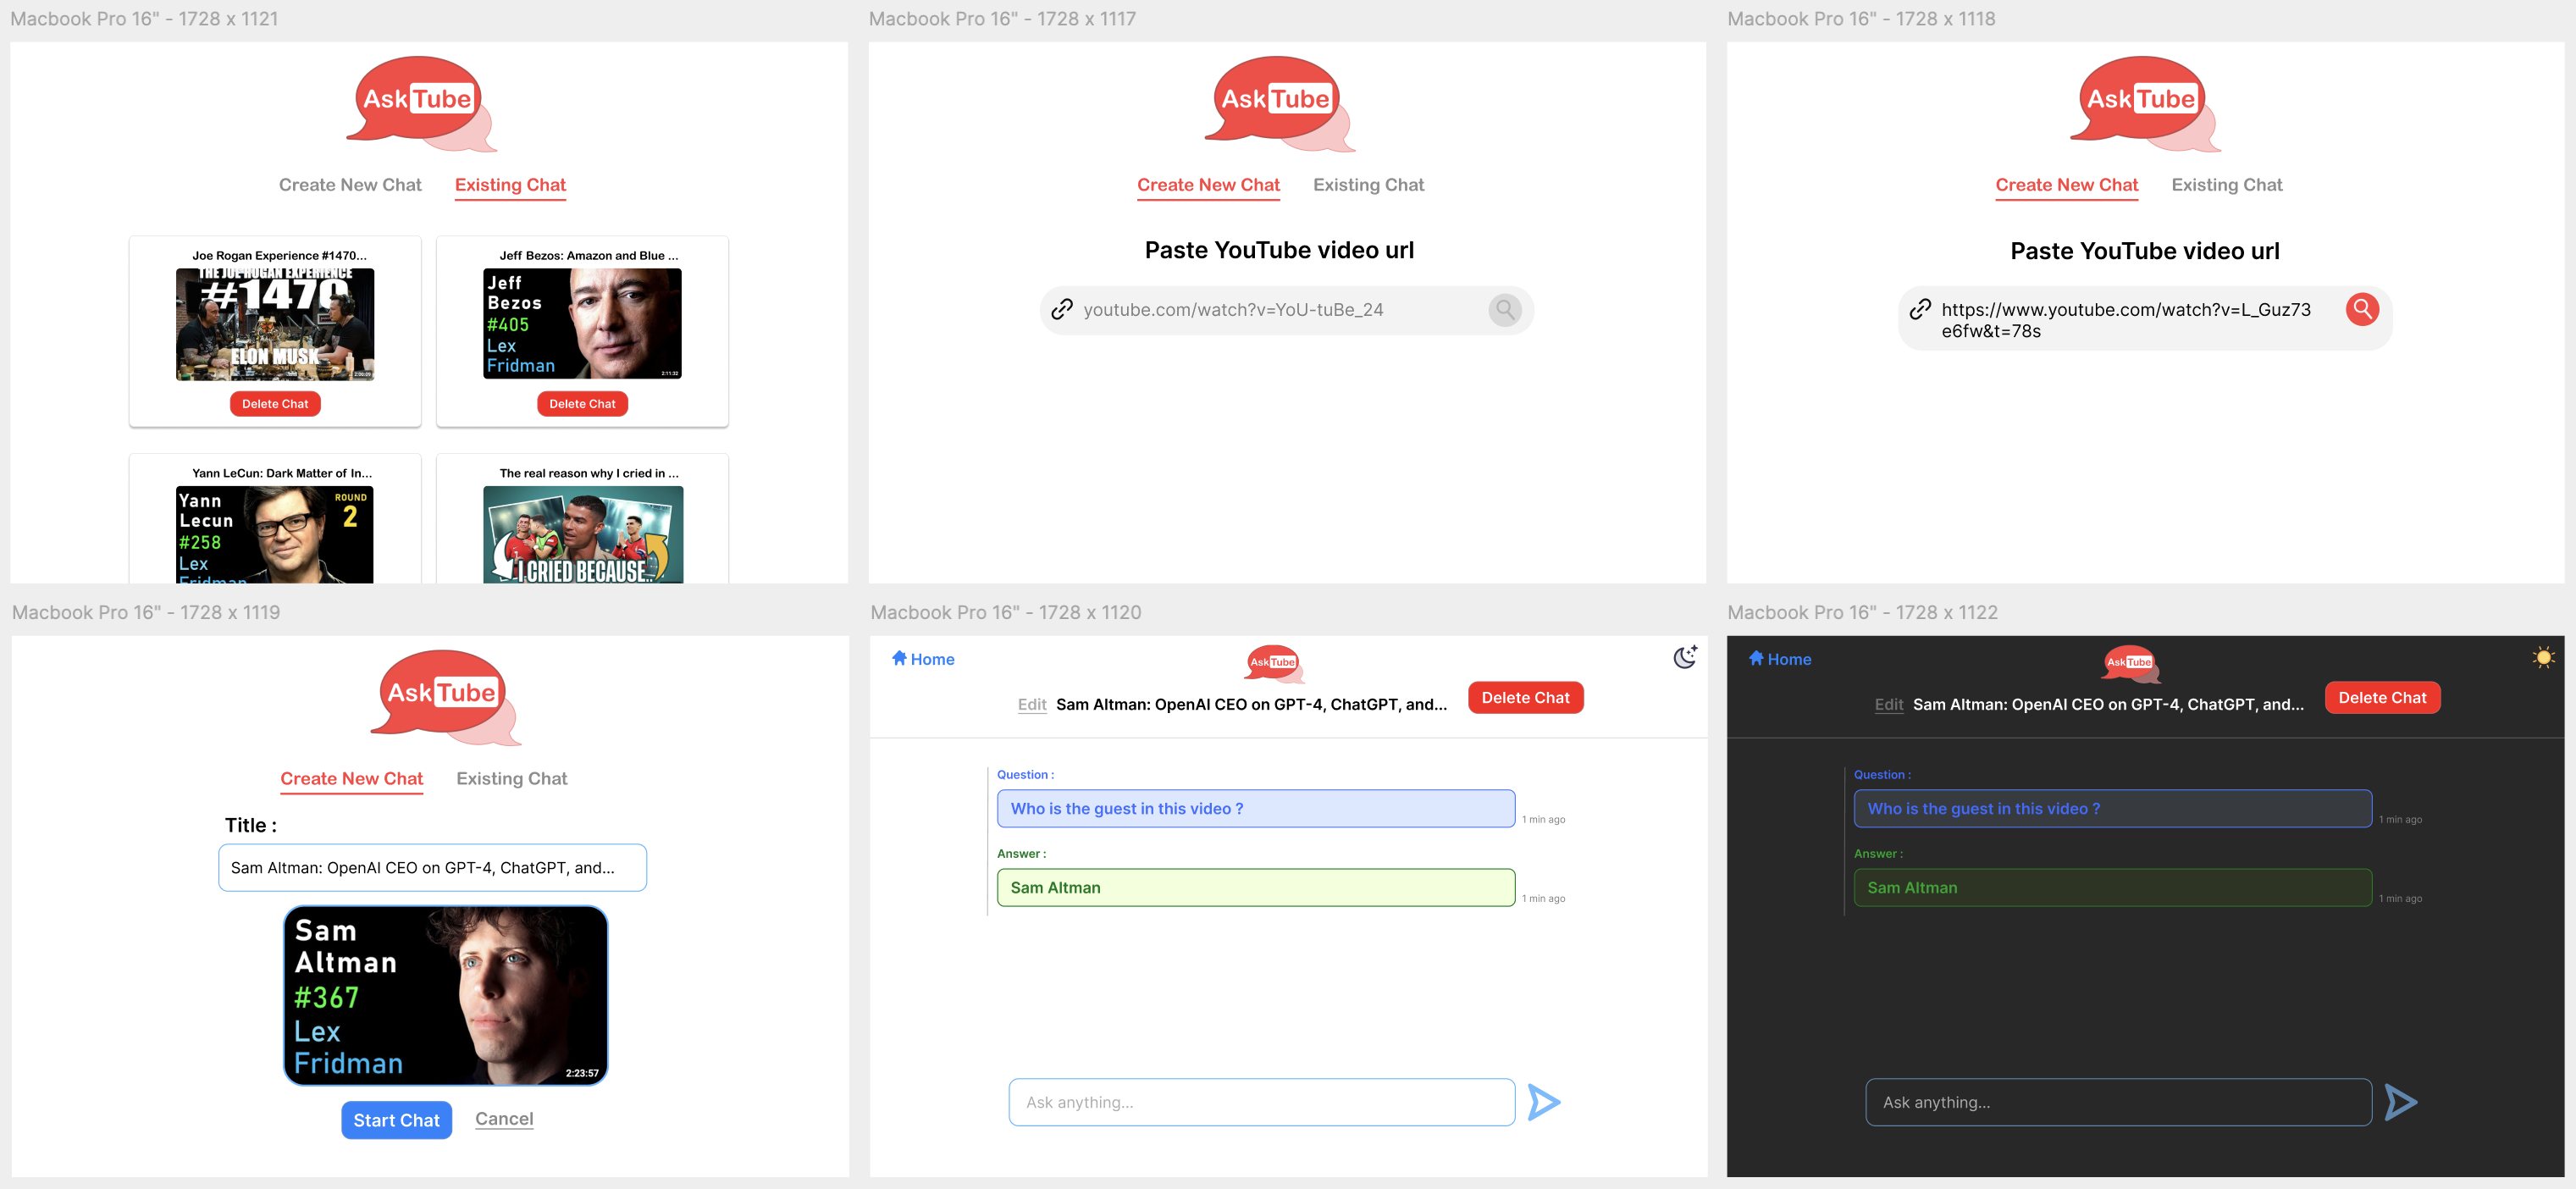 Macbook Pro 16" - 1728 x 1121
AskTube
Create New Chat
Existing Chat
Joe Rogan Experience #1470...
THE JOE ROGAN EXPERIENCE
#1470
ELON MUSK
Delete Chat
Jeff Bezos: Amazon and Blue ...
Jeff
Bezos
#405
Lex
Fridman
2:11:32
Delete Chat
Yann LeCun: Dark Matter of In...
Yann
Lecun
#258
Lex
Fridman
ROUND
2
The real reason why I cried in ...
I CRIED BECAUSE..
Macbook Pro 16" - 1728 x 1117
AskTube
Create New Chat
Existing Chat
Paste YouTube video url
youtube.com/watch?v=YoU-tuBe_24
Macbook Pro 16" - 1728 x 1118
AskTube
Create New Chat
Existing Chat
Paste YouTube video url
https://www.youtube.com/watch?v=L_Guz73
e6fw&t=78s
Macbook Pro 16" - 1728 x 1119
AskTube
Create New Chat
Existing Chat
Title :
Sam Altman: OpenAI CEO on GPT-4, ChatGPT, and...
Sam
Altman
#367
Lex
Fridman
2:23:57
Start Chat
Cancel
Macbook Pro 16" - 1728 x 1120
Home
AskTube
Edit
Sam Altman: OpenAI CEO on GPT-4, ChatGPT, and...
Delete Chat
Question :
Who is the guest in this video ?
1 min ago
Answer :
Sam Altman
1 min ago
Ask anything...
Macbook Pro 16" - 1728 x 1122
Home
AskTube
Edit
Sam Altman: OpenAI CEO on GPT-4, ChatGPT, and...
Delete Chat
Question :
Who is the guest in this video ?
1 min ago
Answer :
Sam Altman
1 min ago
Ask anything...